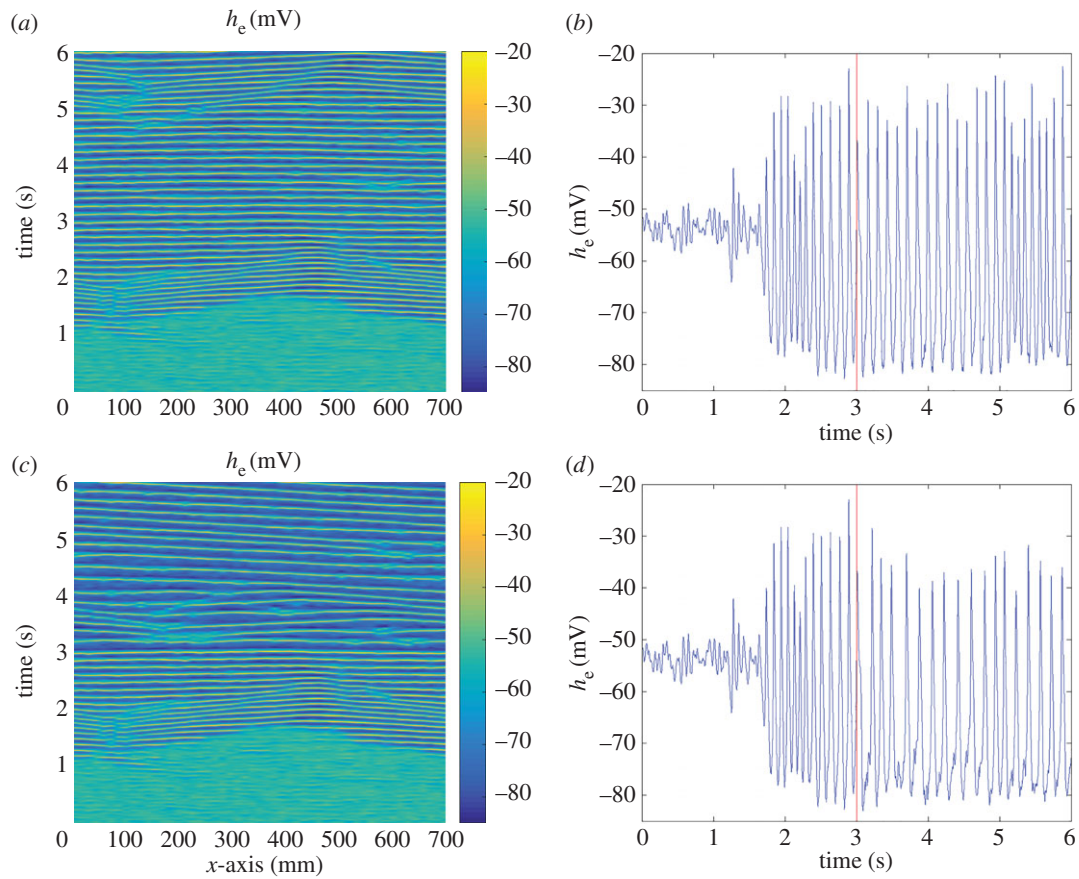 (a) hₑ (mV)
–20
–30
–40
–50
–60
–70
–80
6
5
4
3
2
1
time (s)
0 100 200 300 400 500 600 700
(b)
–20
–30
–40
–50
–60
–70
–80
hₑ (mV)
0 1 2 3 4 5 6
time (s)
(c) hₑ (mV)
–20
–30
–40
–50
–60
–70
–80
6
5
4
3
2
1
time (s)
0 100 200 300 400 500 600 700
x-axis (mm)
(d)
–20
–30
–40
–50
–60
–70
–80
hₑ (mV)
0 1 2 3 4 5 6
time (s)